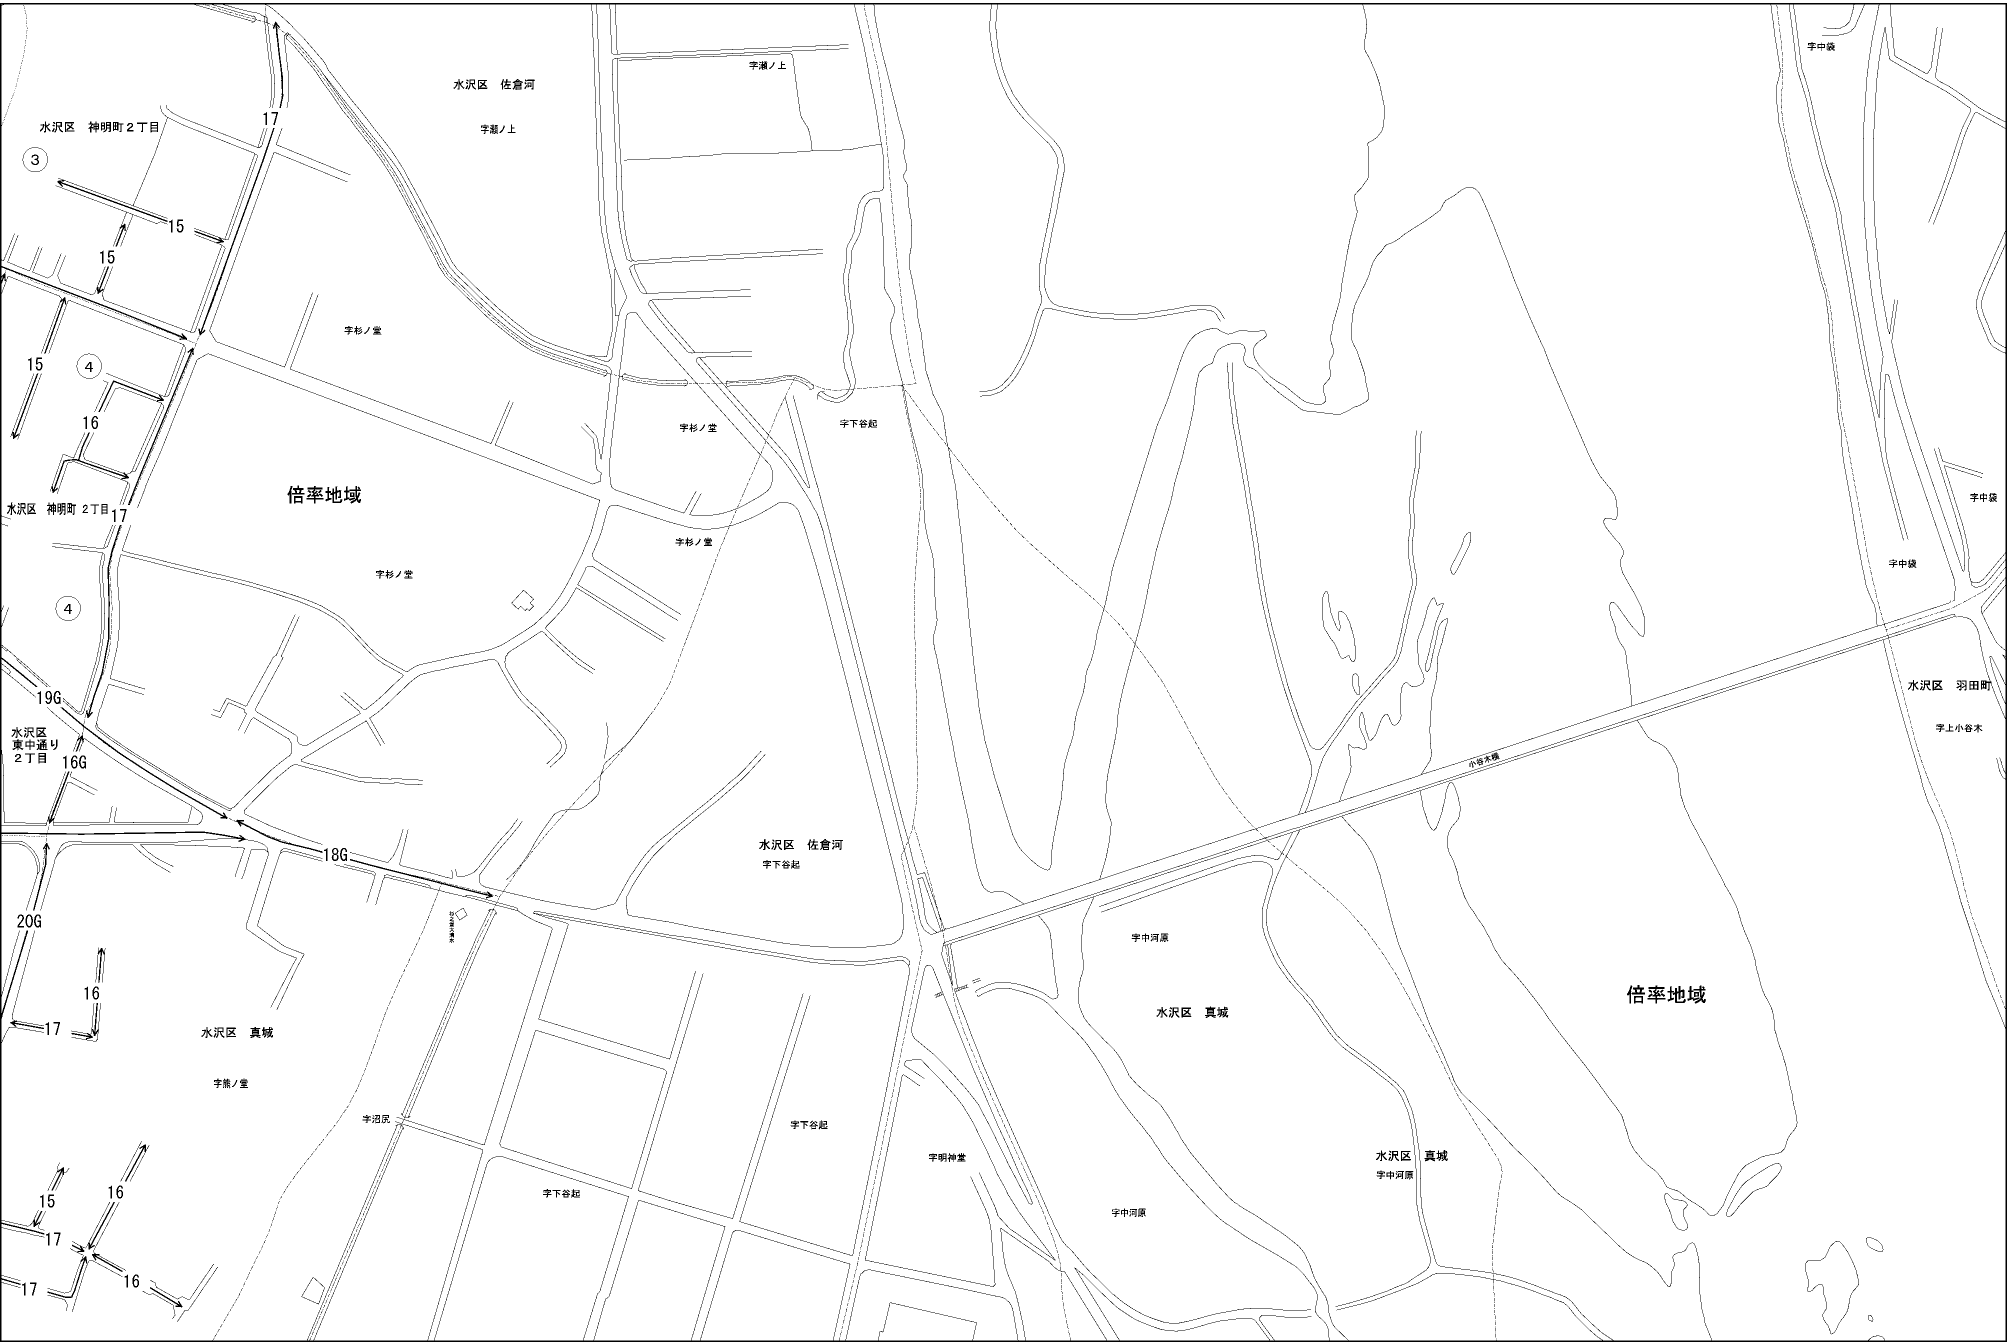 字中袋
字瀬ノ上
水沢区　佐倉河
17
水沢区　神明町２丁目
字瀬ノ上
3
15
15
字杉ノ堂
15
4
16
字杉ノ堂
字下谷起
倍率地域
字中袋
水沢区　神明町２丁目
17
字杉ノ堂
字中袋
字杉ノ堂
4
水沢区　羽田町
19G
字上小谷木
水沢区
東中通り
２丁目
16G
小谷木橋
水沢区　佐倉河
18G
字下谷起
20G
字中河原
16
倍率地域
水沢区　真城
17
水沢区　真城
字熊ノ堂
字沼尻
字下谷起
水沢区　真城
字明神堂
字中河原
16
字下谷起
15
字中河原
17
16
17